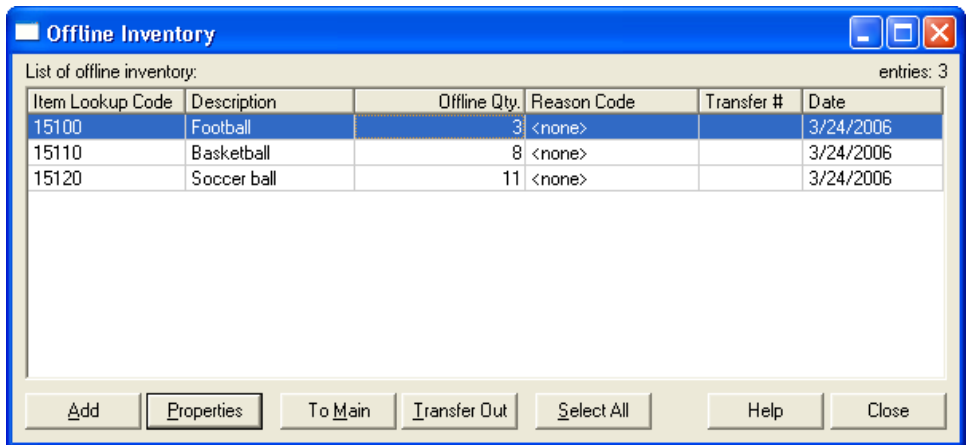 Offline Inventory
List of offline inventory: entries: 3
Item Lookup Code Description Offline Qty. Reason Code Transfer # Date
15100 Football 3 <none> 3/24/2006
15110 Basketball 8 <none> 3/24/2006
15120 Soccer ball 11 <none> 3/24/2006
Add Properties To Main Transfer Out Select All Help Close